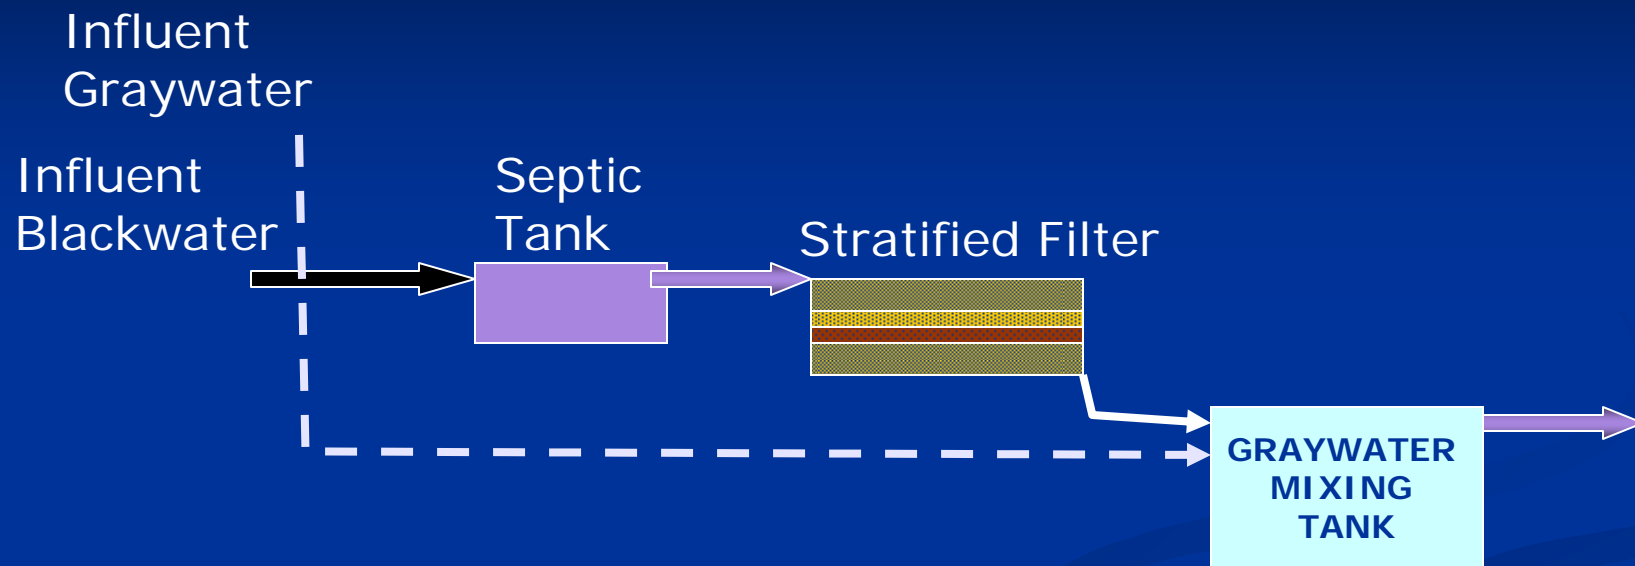 Influent
Graywater
Influent
Blackwater
Septic
Tank
Stratified Filter
GRAYWATER
MIXING
TANK